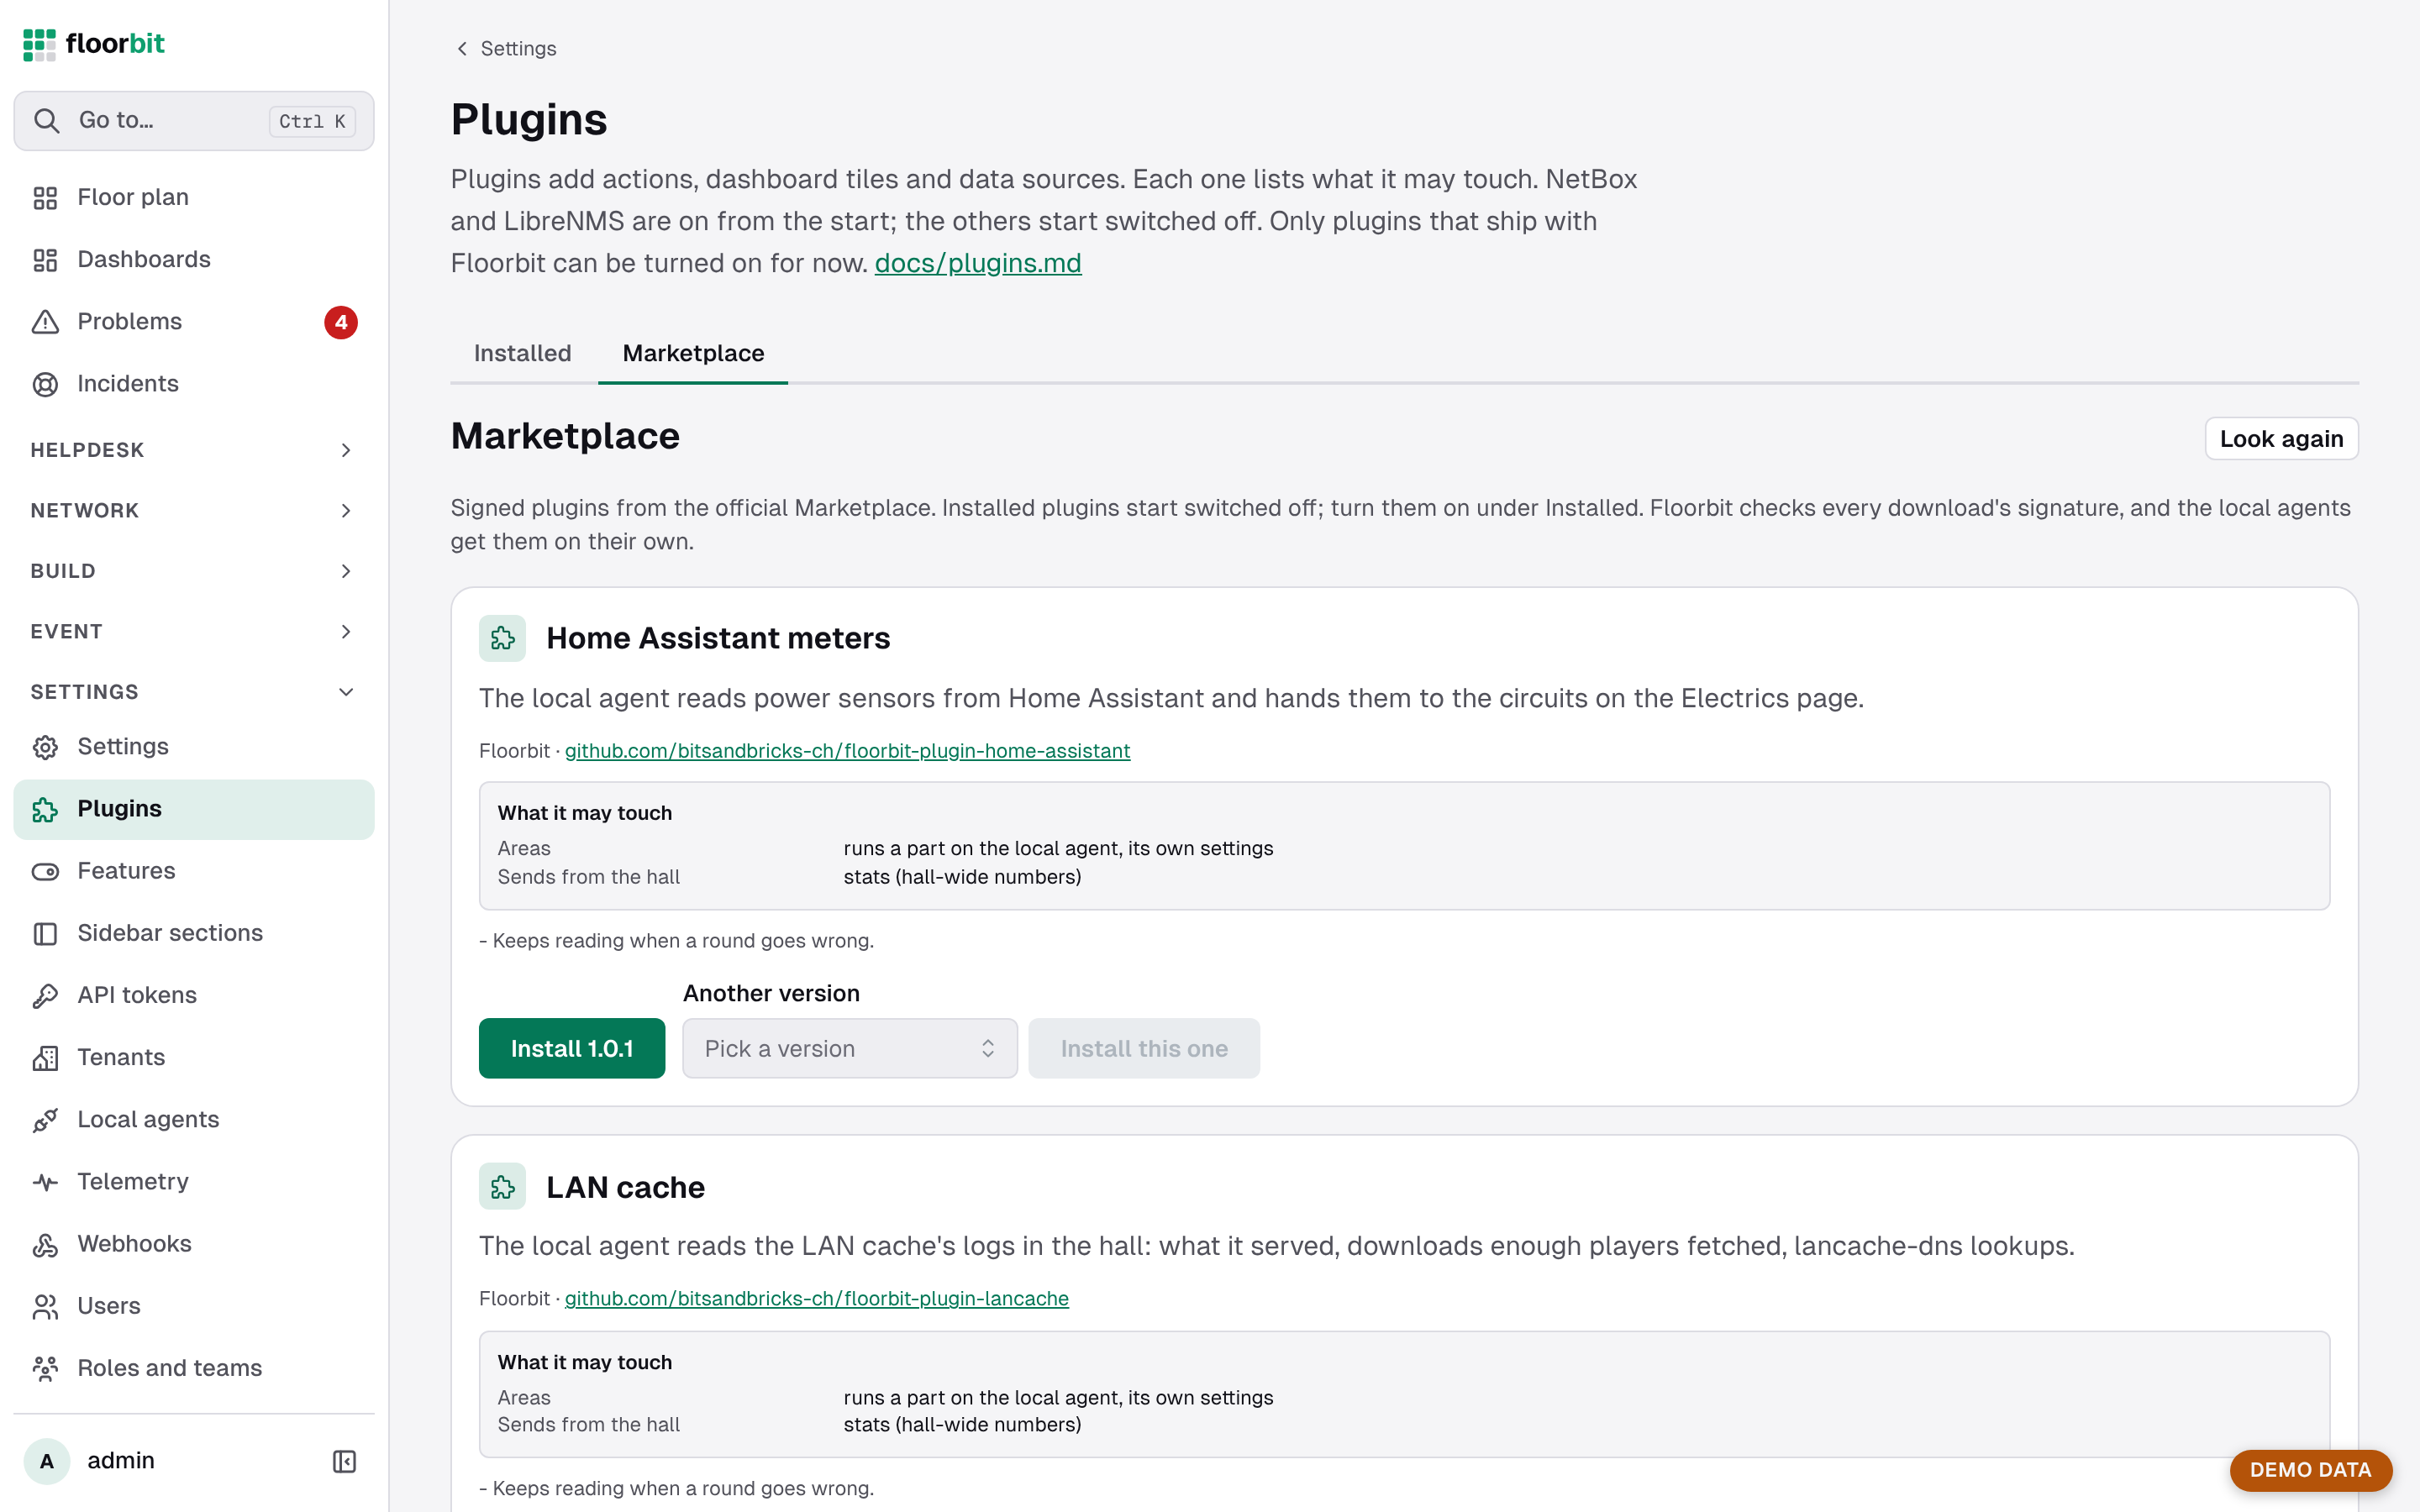 floorbit
Go to...
Ctrl K
Floor plan
Dashboards
Problems
4
Incidents
HELPDESK
NETWORK
BUILD
EVENT
SETTINGS
Settings
Plugins
Features
Sidebar sections
API tokens
Tenants
Local agents
Telemetry
Webhooks
Users
Roles and teams
A
admin
Settings
Plugins
Plugins add actions, dashboard tiles and data sources. Each one lists what it may touch. NetBox
and LibreNMS are on from the start; the others start switched off. Only plugins that ship with
Floorbit can be turned on for now. docs/plugins.md
Installed
Marketplace
Marketplace
Look again
Signed plugins from the official Marketplace. Installed plugins start switched off; turn them on under Installed. Floorbit checks every download's signature, and the local agents
get them on their own.
Home Assistant meters
The local agent reads power sensors from Home Assistant and hands them to the circuits on the Electrics page.
Floorbit · github.com/bitsandbricks-ch/floorbit-plugin-home-assistant
What it may touch
Areas runs a part on the local agent, its own settings
Sends from the hall stats (hall-wide numbers)
- Keeps reading when a round goes wrong.
Another version
Install 1.0.1
Pick a version
Install this one
LAN cache
The local agent reads the LAN cache's logs in the hall: what it served, downloads enough players fetched, lancache-dns lookups.
Floorbit · github.com/bitsandbricks-ch/floorbit-plugin-lancache
What it may touch
Areas runs a part on the local agent, its own settings
Sends from the hall stats (hall-wide numbers)
- Keeps reading when a round goes wrong.
DEMO DATA